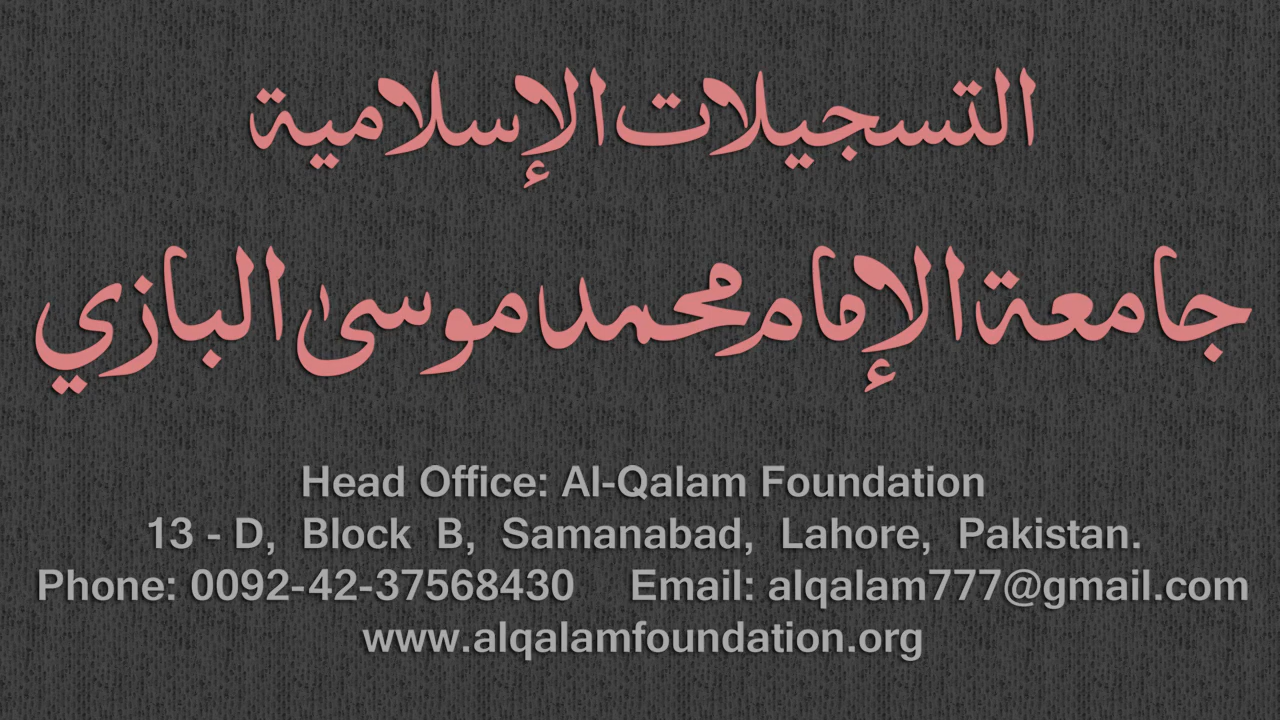 التسجيلات الإسلامية
جامعة الإمام محمد موسىٰ البازي
Head Office: Al-Qalam Foundation
13 - D, Block B, Samanabad, Lahore, Pakistan.
Phone: 0092-42-37568430 Email: alqalam777@gmail.com
www.alqalamfoundation.org